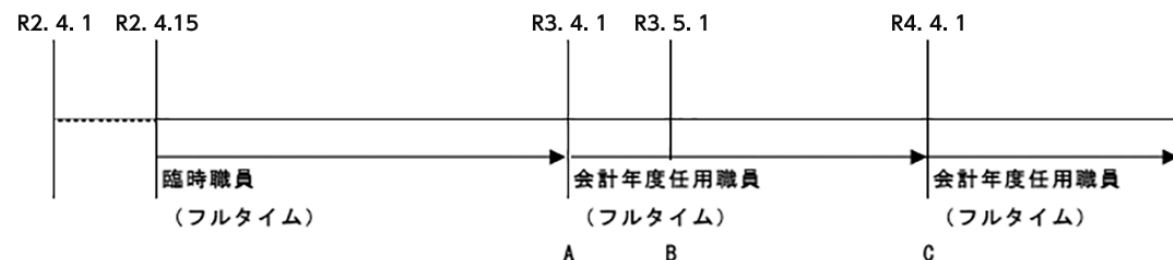 R2. 4. 1 R2. 4.15 R3. 4. 1 R3. 5. 1 R4. 4. 1
臨時職員 会計年度任用職員 会計年度任用職員
（フルタイム） （フルタイム） （フルタイム）
A B C